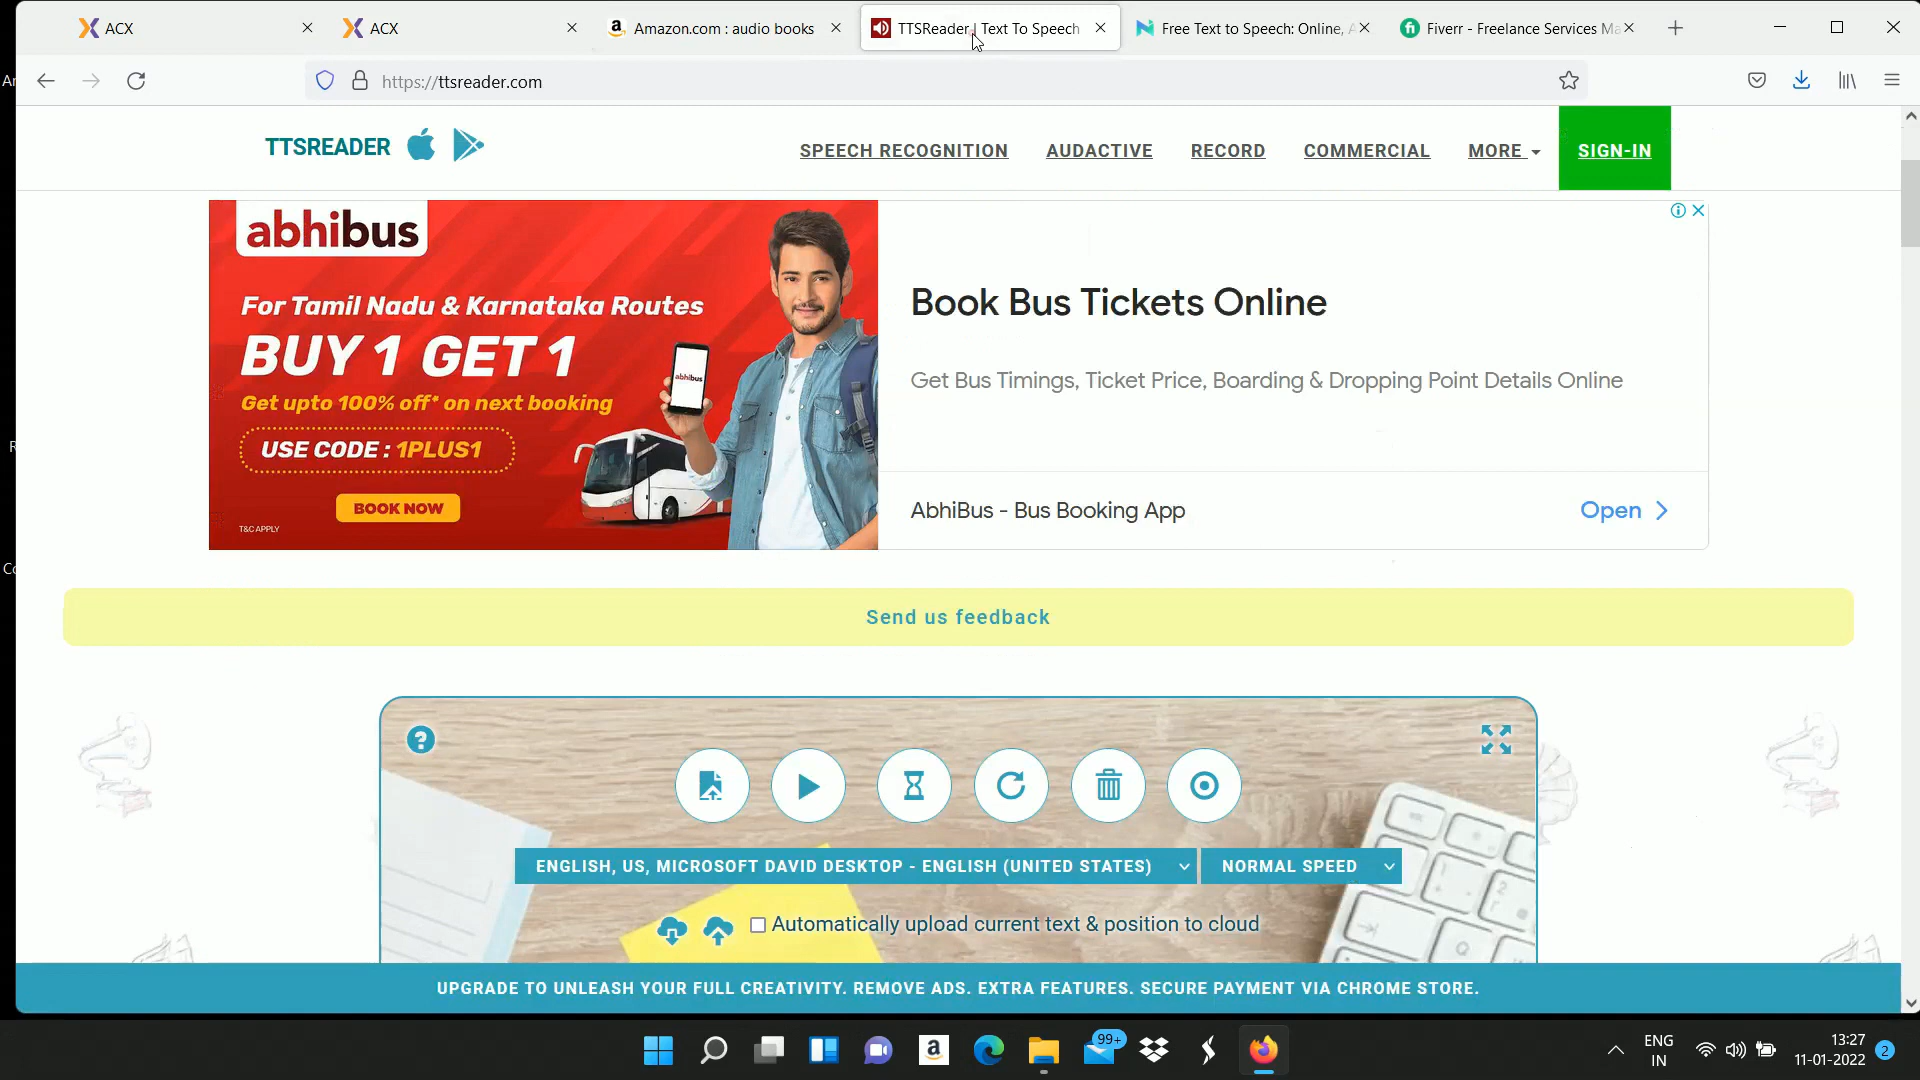 ACX
ACX
Amazon.com : audio books
TTSReader | Text To Speech
Free Text to Speech: Online, A
Fiverr - Freelance Services Ma
https://ttsreader.com
TTSREADER
SPEECH RECOGNITION
AUDACTIVE
RECORD
COMMERCIAL
MORE
SIGN-IN
abhibus
For Tamil Nadu & Karnataka Routes
BUY 1 GET 1
Get upto 100% off* on next booking
USE CODE : 1PLUS1
BOOK NOW
T&C APPLY
abhibus
Book Bus Tickets Online
Get Bus Timings, Ticket Price, Boarding & Dropping Point Details Online
AbhiBus - Bus Booking App
Open
Send us feedback
ENGLISH, US, MICROSOFT DAVID DESKTOP - ENGLISH (UNITED STATES)
NORMAL SPEED
Automatically upload current text & position to cloud
UPGRADE TO UNLEASH YOUR FULL CREATIVITY. REMOVE ADS. EXTRA FEATURES. SECURE PAYMENT VIA CHROME STORE.
99+
ENG
IN
13:27
11-01-2022
2